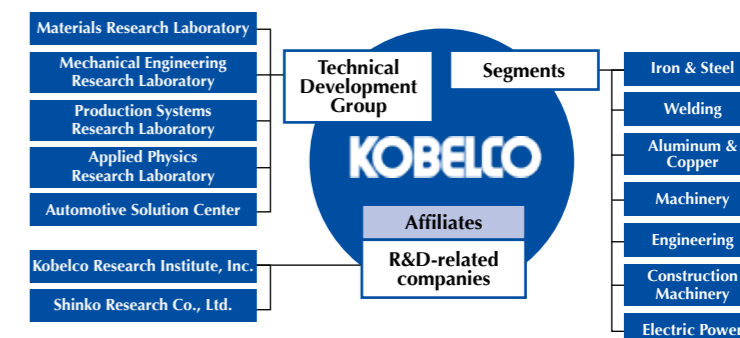 Materials Research Laboratory
Mechanical Engineering
Research Laboratory
Production Systems
Research Laboratory
Applied Physics
Research Laboratory
Automotive Solution Center
Kobelco Research Institute, Inc.
Shinko Research Co., Ltd.
Technical
Development
Group
Segments
KOBELCO
Affiliates
R&D-related
companies
Iron & Steel
Welding
Aluminum &
Copper
Machinery
Engineering
Construction
Machinery
Electric Power